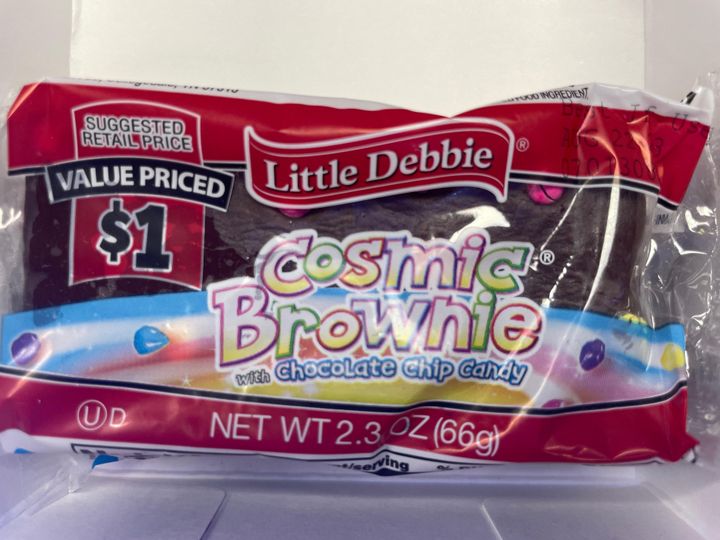 SUGGESTED
RETAIL PRICE
VALUE PRICED
$1
Little Debbie®
Cosmic®
Brownie
with Chocolate Chip Candy
U D
NET WT 2.3 OZ (66g)
/serving